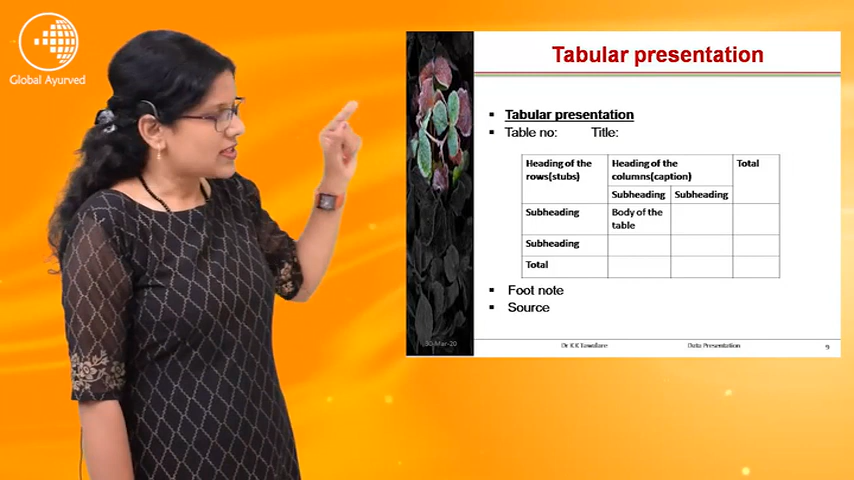 Global Ayurved
Tabular presentation
Tabular presentation
Table no: Title:
Heading of the rows(stubs)
Heading of the columns(caption)
Total
Subheading Subheading
Subheading
Body of the table
Subheading
Total
Foot note
Source
30-Mar-20
Dr K K Tawalare
Data Presentation
9